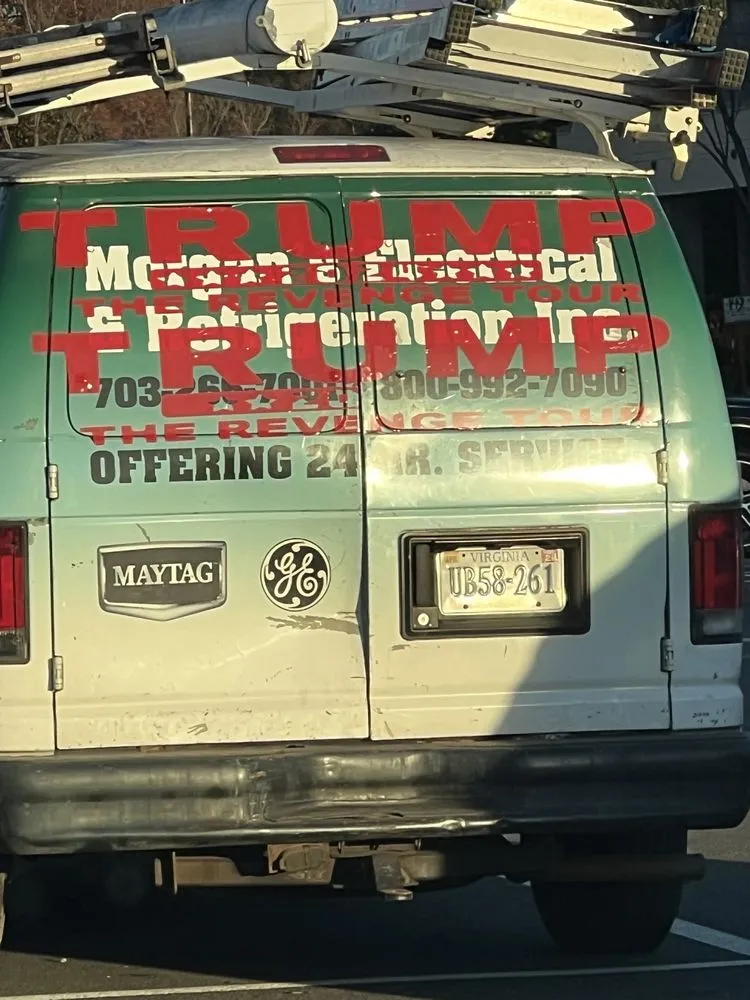 TRUMP
Morgan's Electrical
THE REVENGE TOUR
& Refrigeration Inc.
TRUMP
800-992-7090
THE REVENGE TOUR
OFFERING 24 HR. SERVICE
MAYTAG
GE
VIRGINIA
UB58-261